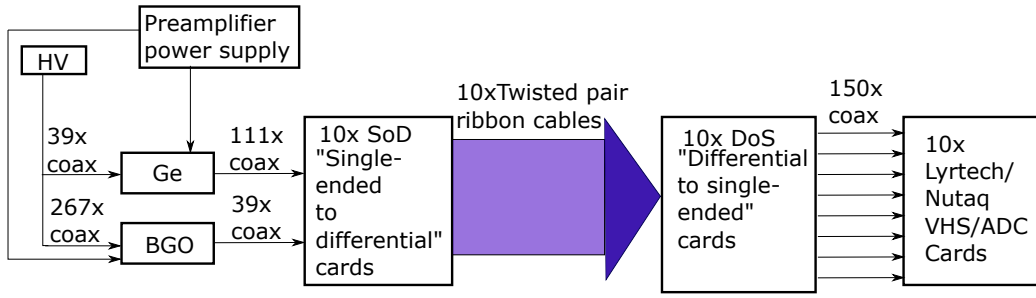 Preamplifier
power supply
HV
39x
coax
Ge
111x
coax
267x
coax
BGO
39x
coax
10x SoD
"Single-
ended
to
differential"
cards
10xTwisted pair
ribbon cables
10x DoS
"Differential
to single-
ended"
cards
150x
coax
10x
Lyrtech/
Nutaq
VHS/ADC
Cards